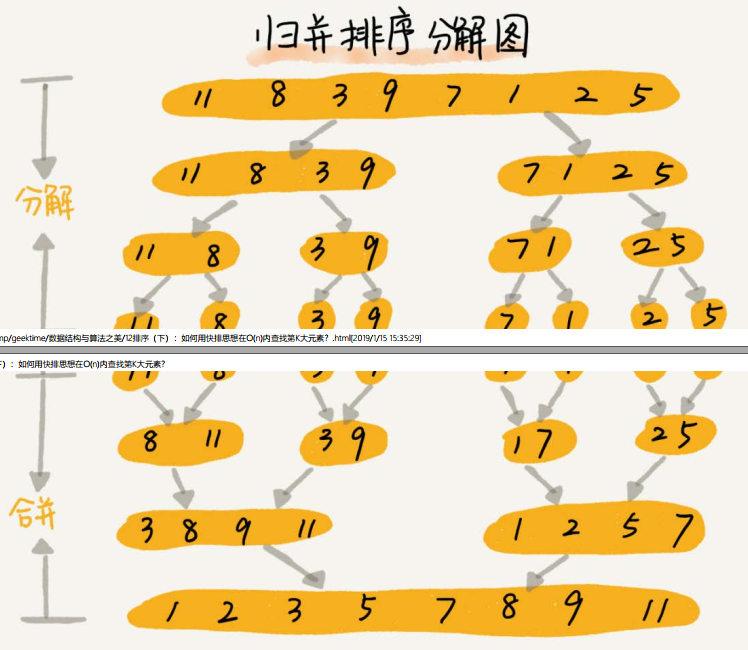 归并排序分解图
11 8 3 9 7 1 2 5
11 8 3 9 7 1 2 5
分解
11 8 3 9 7 1 2 5
11 8 3 9 7 1 2 5
mp/geektime/数据结构与算法之美/12排序（下）：如何用快排思想在O(n)内查找第K大元素？.html[2019/1/15 15:35:29]
下）：如何用快排思想在O(n)内查找第K大元素？
8 11 3 9 1 7 2 5
合并
3 8 9 11 1 2 5 7
1 2 3 5 7 8 9 11